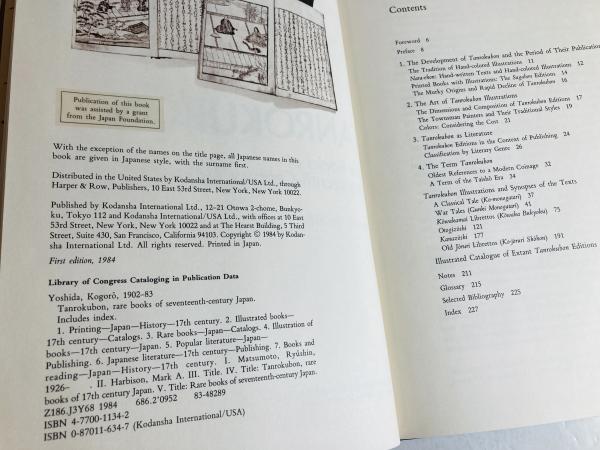 Publication of this book
was assisted by a grant
from the Japan Foundation.
With the exception of the names on the title page, all Japanese names in this
book are given in Japanese style, with the surname first.
Distributed in the United States by Kodansha International/USA Ltd., through
Harper & Row, Publishers, 10 East 53rd Street, New York, New York 10022.
Published by Kodansha International Ltd., 12–21 Otowa 2-chome, Bunkyo-
ku, Tokyo 112 and Kodansha International/USA Ltd., with offices at 10 East
53rd Street, New York, New York 10022 and at The Hearst Building, 5 Third
Street, Suite 430, San Francisco, California 94103. Copyright © 1984 by Kodan-
sha International Ltd. All rights reserved. Printed in Japan.
First edition, 1984
Library of Congress Cataloging in Publication Data
Yoshida, Kogorō, 1902–83
Tanrokubon, rare books of seventeenth-century Japan.
Includes index.
1. Printing—Japan—History—17th century. 2. Illustrated books—
17th century—Japan—Catalogs. 3. Rare books—Japan—Catalogs. 4. Illustration of
books—17th century—Japan. 5. Popular literature—Japan—
Publishing. 6. Japanese literature—17th century—Publishing. 7. Books and
reading—Japan—History—17th century. I. Matsumoto, Ryūshin,
1926– . II. Harbison, Mark A. III. Title. IV. Title: Tanrokubon, rare
books of 17th century Japan. V. Title: Rare books of seventeenth-century Japan.
Z186.J3Y68 1984 686.2'0952 83-48289
ISBN 4-7700-1134-2
ISBN 0-87011-634-7 (Kodansha International/USA)
Contents
Foreword 6
Preface 8
1. The Development of Tanrokubon and the Period of Their Publication
The Tradition of Hand-colored Illustrations 11
Nara-ehon: Hand-written Texts and Hand-colored Illustrations 12
Printed Books with Illustrations: The Sagabon Editions 14
The Murky Origins and Rapid Decline of Tanrokubon 16
2. The Art of Tanrokubon Illustrations
The Dimensions and Composition of Tanrokubon Editions 17
The Townsman Painters and Their Traditional Styles 19
Colors: Considering the Cost 21
3. Tanrokubon as Literature
Tanrokubon Editions in the Context of Publishing 24
Classification by Literary Genre 26
4. The Term Tanrokubon
Oldest References to a Modern Coinage 32
A Term of the Taishō Era 34
Tanrokubon Illustrations and Synopses of the Texts
A Classical Tale (Ko-monogatari) 37
War Tales (Gunki Monogatari) 41
Kōwakamai Librettos (Kōwaka Bukyoku) 75
Otogizōshi 121
Kanazōshi 177
Old Jōruri Librettos (Ko-jōruri Shōhon) 191
Illustrated Catalogue of Extant Tanrokubon Editions
Notes 211
Glossary 215
Selected Bibliography 225
Index 227